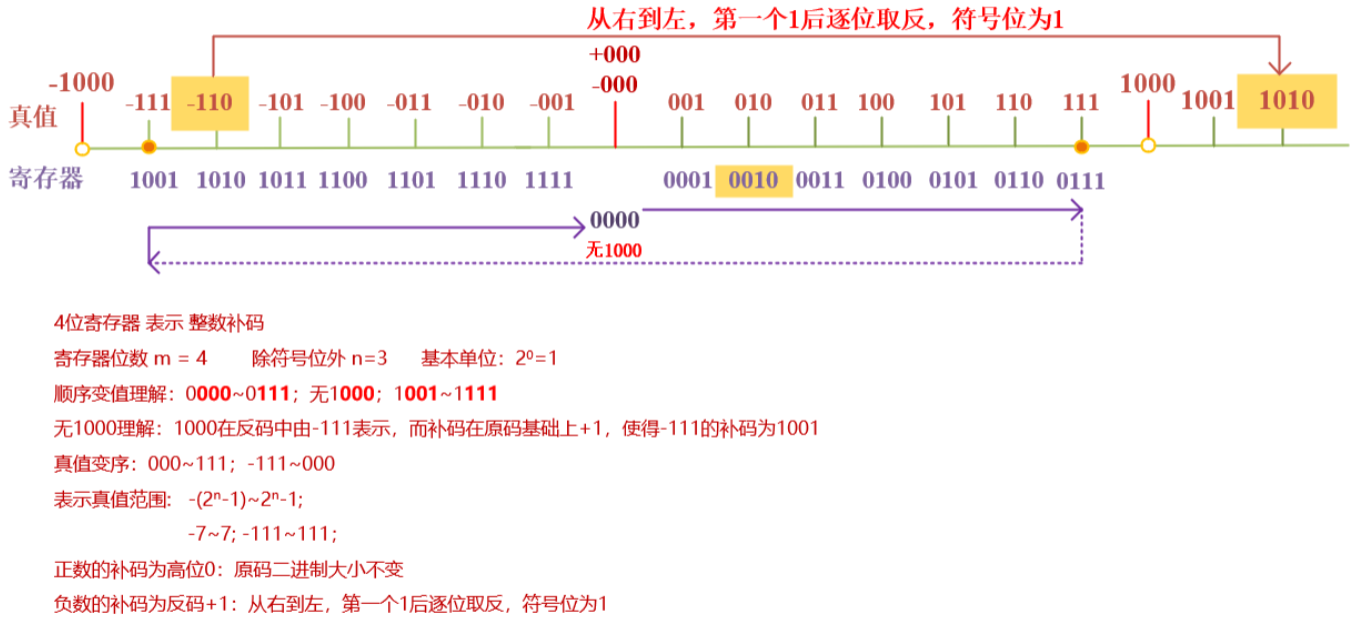 从右到左，第一个1后逐位取反，符号位为1
+000
-1000 -000 1000
真值 -111 -110 -101 -100 -011 -010 -001 001 010 011 100 101 110 111 1001 1010
寄存器 1001 1010 1011 1100 1101 1110 1111 0001 0010 0011 0100 0101 0110 0111
0000
无1000
4位寄存器 表示 整数补码
寄存器位数 m = 4 除符号位外 n=3 基本单位：2⁰=1
顺序变值理解：0000~0111；无1000；1001~1111
无1000理解：1000在反码中由-111表示，而补码在原码基础上+1，使得-111的补码为1001
真值变序：000~111；-111~000
表示真值范围: -(2ⁿ-1)~2ⁿ-1;
-7~7; -111~111；
正数的补码为高位0：原码二进制大小不变
负数的补码为反码+1：从右到左，第一个1后逐位取反，符号位为1